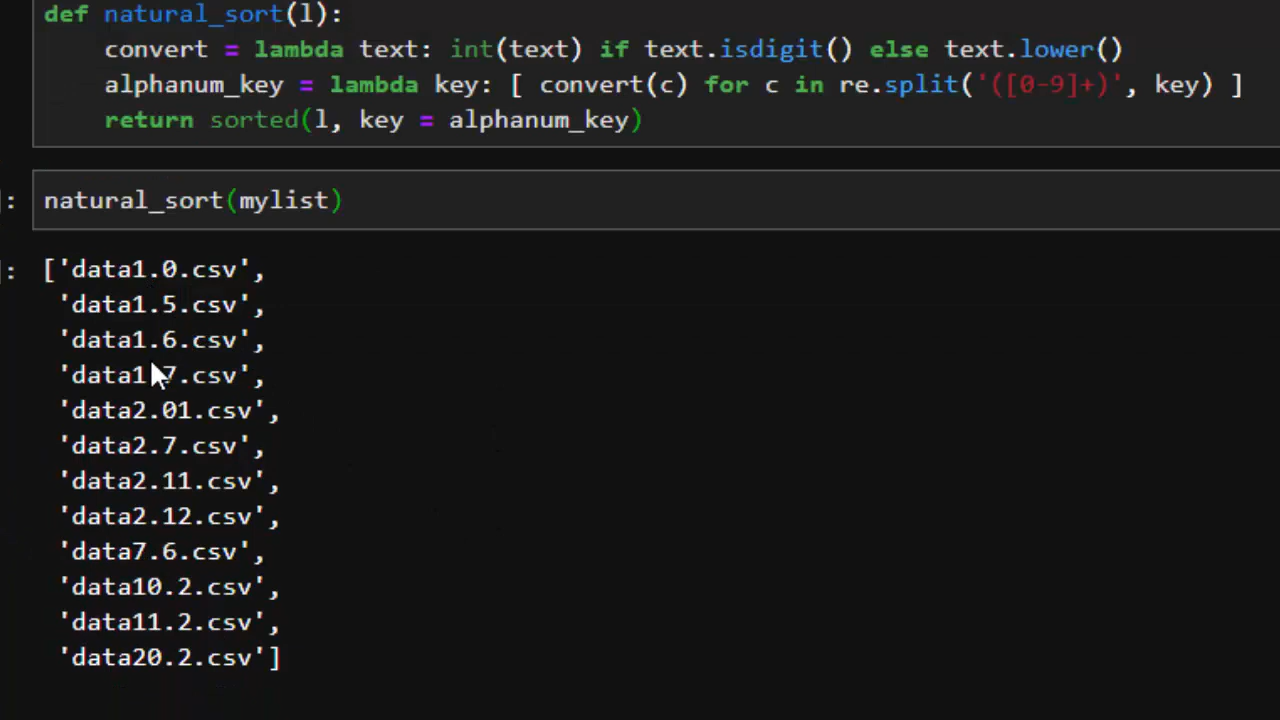 def natural_sort(l):
    convert = lambda text: int(text) if text.isdigit() else text.lower()
    alphanum_key = lambda key: [ convert(c) for c in re.split('([0-9]+)', key) ]
    return sorted(l, key = alphanum_key)
]: natural_sort(mylist)
]: ['data1.0.csv',
 'data1.5.csv',
 'data1.6.csv',
 'data1.7.csv',
 'data2.01.csv',
 'data2.7.csv',
 'data2.11.csv',
 'data2.12.csv',
 'data7.6.csv',
 'data10.2.csv',
 'data11.2.csv',
 'data20.2.csv']